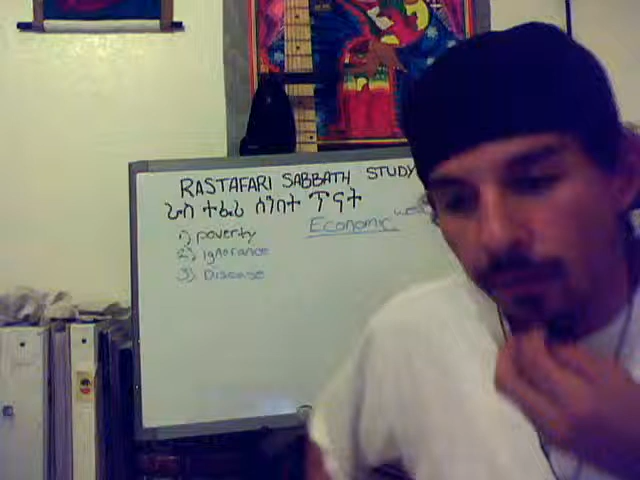 RASTAFARI SABBATH STUDY
ራስ ተፈሪ ሰንበት ጥናት
Economic
1) poverty
2) Ignorance
3) Disease